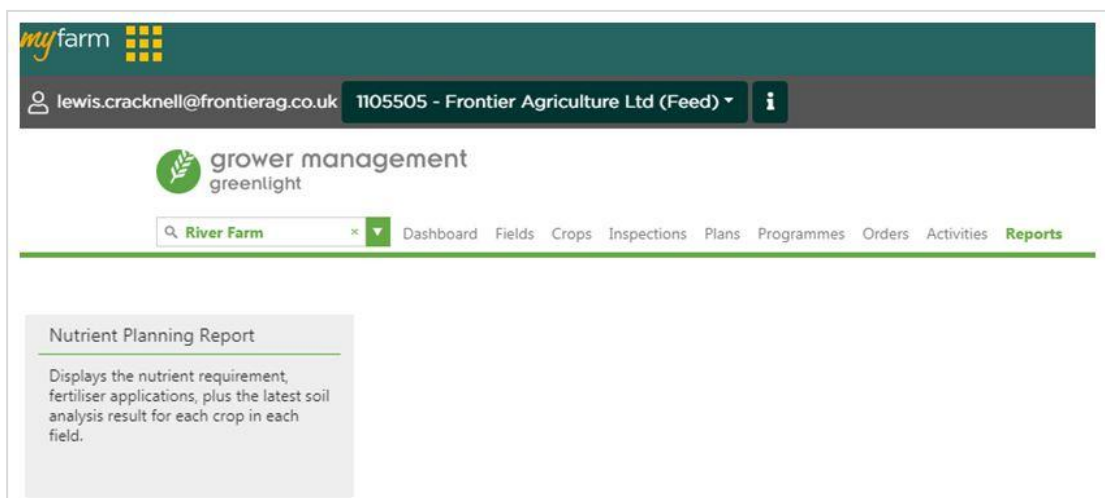 myfarm
lewis.cracknell@frontierag.co.uk 1105505 - Frontier Agriculture Ltd (Feed) i
grower management
greenlight
River Farm × Dashboard Fields Crops Inspections Plans Programmes Orders Activities Reports
Nutrient Planning Report
Displays the nutrient requirement,
fertiliser applications, plus the latest soil
analysis result for each crop in each
field.